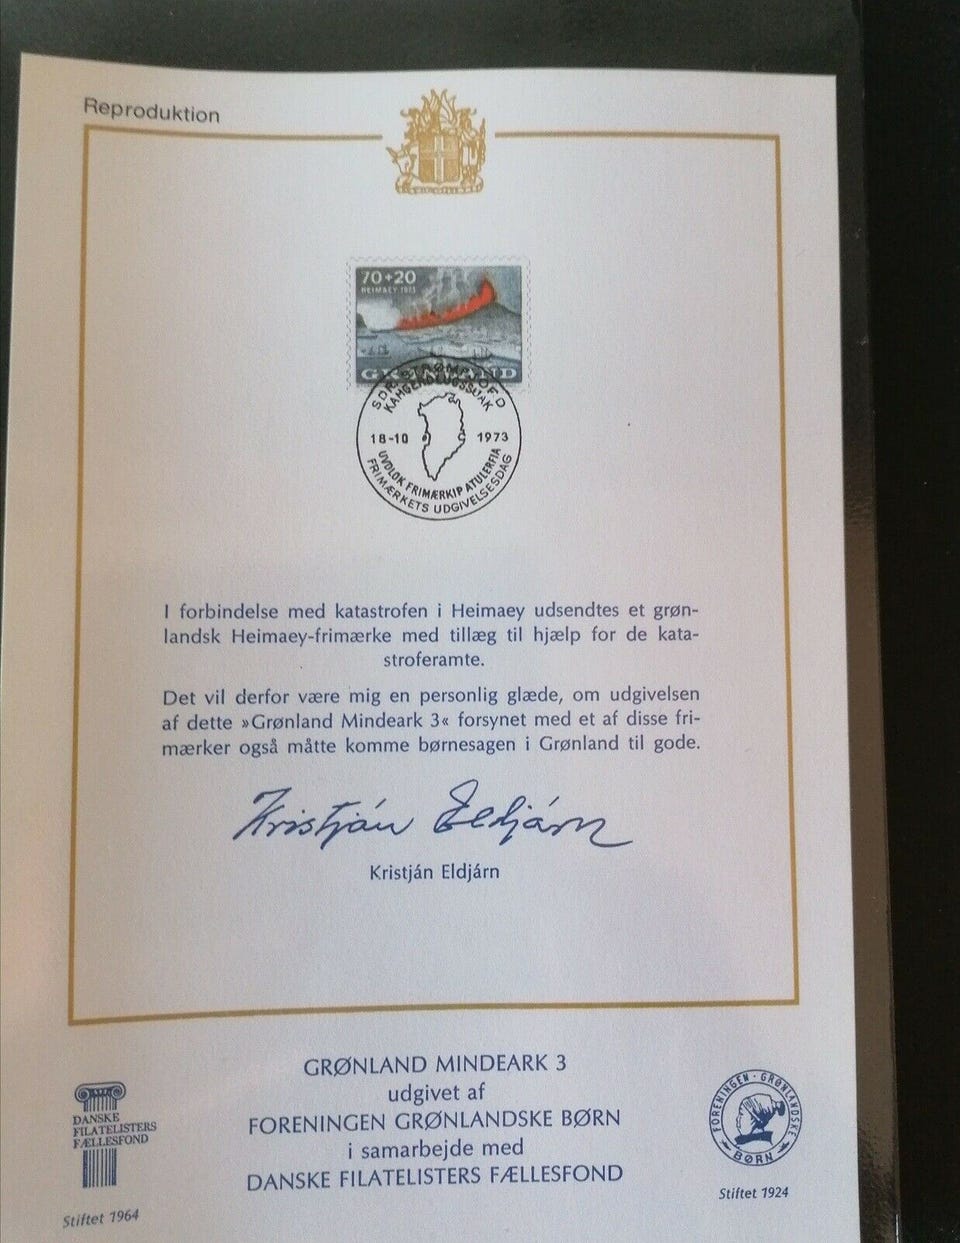 Reproduktion
70+20
HEIMAEY 1973
GRØNLAND
SDR. STRØMFJORD
KANGERDLUGSSUAK
18-10 1973
UVDLOK FRIMÆRKIP ATULERFIA
FRIMÆRKETS UDGIVELSESDAG
I forbindelse med katastrofen i Heimaey udsendtes et grøn-
landsk Heimaey-frimærke med tillæg til hjælp for de kata-
stroferamte.
Det vil derfor være mig en personlig glæde, om udgivelsen
af dette »Grønland Mindeark 3« forsynet med et af disse fri-
mærker også måtte komme børnesagen i Grønland til gode.
Kristján Eldjárn
Kristján Eldjárn
GRØNLAND MINDEARK 3
udgivet af
FORENINGEN GRØNLANDSKE BØRN
i samarbejde med
DANSKE FILATELISTERS FÆLLESFOND
DANSKE
FILATELISTERS
FÆLLESFOND
Stiftet 1964
FORENINGEN · GRØNLANDSKE
BØRN
Stiftet 1924